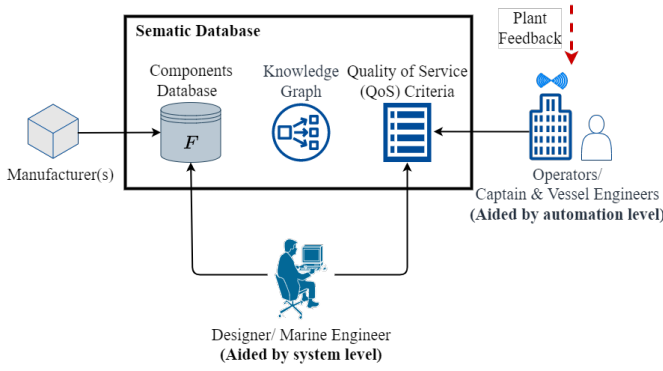 Plant
Feedback
Sematic Database
Components
Database
Knowledge
Graph
Quality of Service
(QoS) Criteria
F
Manufacturer(s)
Operators/
Captain & Vessel Engineers
(Aided by automation level)
Designer/ Marine Engineer
(Aided by system level)